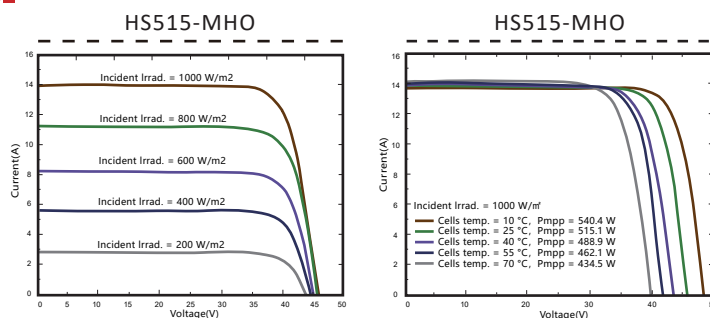 HS515-MHO
16
14
12
10
8
6
4
2
0
Current(A)
Incident Irrad. = 1000 W/m2
Incident Irrad. = 800 W/m2
Incident Irrad. = 600 W/m2
Incident Irrad. = 400 W/m2
Incident Irrad. = 200 W/m2
0 5 10 15 20 25 30 35 40 45 50
Voltage(V)
HS515-MHO
16
14
12
10
8
6
4
2
0
Current(A)
Incident Irrad. = 1000 W/㎡
Cells temp. = 10 °C, Pmpp = 540.4 W
Cells temp. = 25 °C, Pmpp = 515.1 W
Cells temp. = 40 °C, Pmpp = 488.9 W
Cells temp. = 55 °C, Pmpp = 462.1 W
Cells temp. = 70 °C, Pmpp = 434.5 W
0 10 20 30 40
Voltage(V)